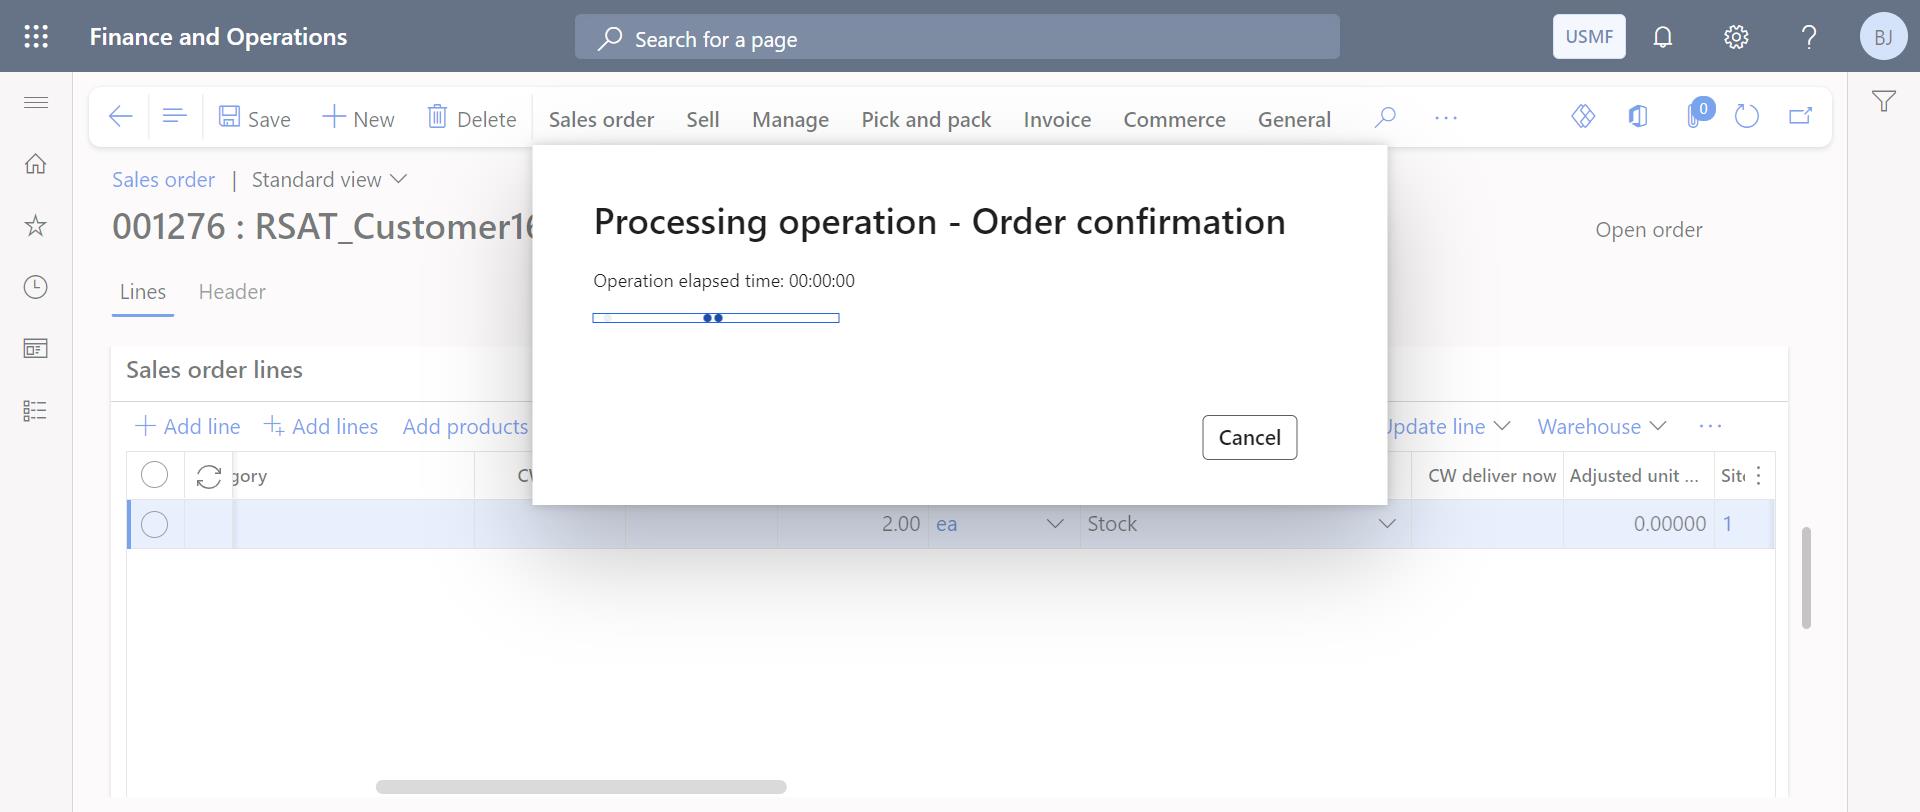 Finance and Operations
Search for a page
USMF
BJ
Save
New
Delete
Sales order
Sell
Manage
Pick and pack
Invoice
Commerce
General
0
Sales order | Standard view
001276 : RSAT_Customer16
Open order
Lines
Header
Processing operation - Order confirmation
Operation elapsed time: 00:00:00
Cancel
Sales order lines
Add line
Add lines
Add products
Update line
Warehouse
gory
CW
CW deliver now
Adjusted unit ...
Site
2.00
ea
Stock
0.00000
1